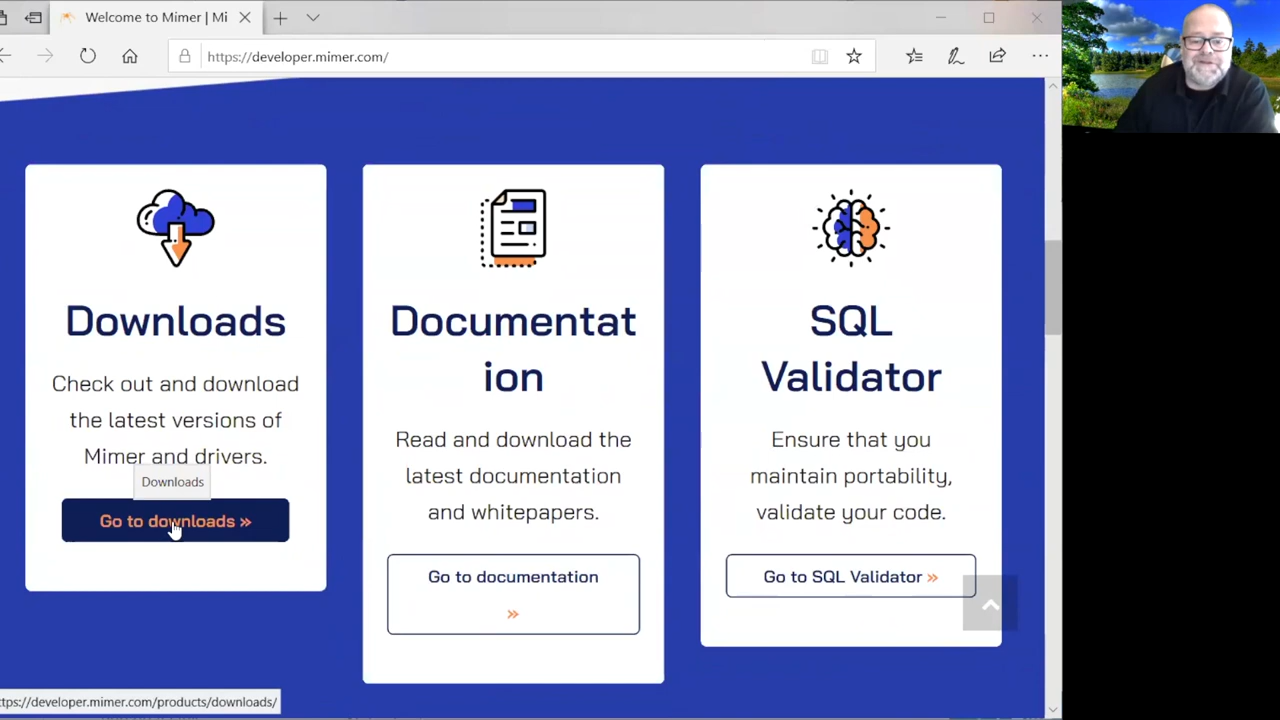 Welcome to Mimer | Mi
https://developer.mimer.com/
Downloads
Check out and download
the latest versions of
Mimer and drivers.
Downloads
Go to downloads »
Documentat
ion
Read and download the
latest documentation
and whitepapers.
Go to documentation
»
SQL
Validator
Ensure that you
maintain portability,
validate your code.
Go to SQL Validator »
ttps://developer.mimer.com/products/downloads/